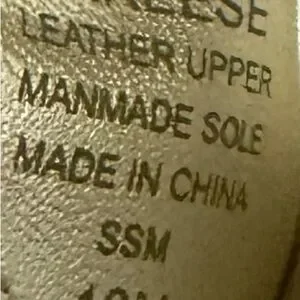 LEATHER UPPER
MANMADE SOLE
MADE IN CHINA
SSM